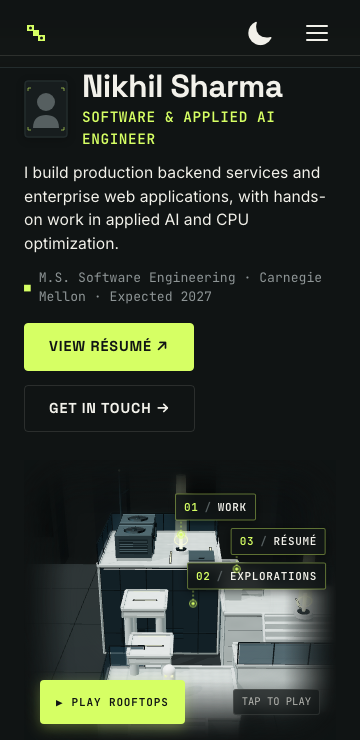 Nikhil Sharma
SOFTWARE & APPLIED AI
ENGINEER
I build production backend services and
enterprise web applications, with hands-
on work in applied AI and CPU
optimization.
M.S. Software Engineering · Carnegie
Mellon · Expected 2027
VIEW RÉSUMÉ ↗
GET IN TOUCH →
01 / WORK
03 / RÉSUMÉ
02 / EXPLORATIONS
▶ PLAY ROOFTOPS
TAP TO PLAY